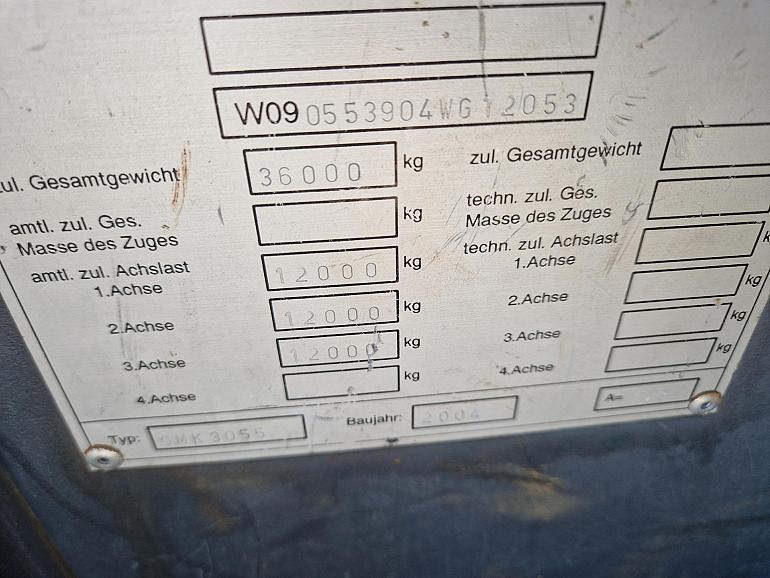 W09 0553904WG12053
zul. Gesamtgewicht 36000 kg
amtl. zul. Ges.
Masse des Zuges kg
amtl. zul. Achslast
1.Achse 12000 kg
2.Achse 12000 kg
3.Achse 12000 kg
4.Achse kg
zul. Gesamtgewicht
techn. zul. Ges.
Masse des Zuges
techn. zul. Achslast
1.Achse k
2.Achse kg
3.Achse kg
4.Achse kg
Typ: SMK 3055 Baujahr: 2004 A=